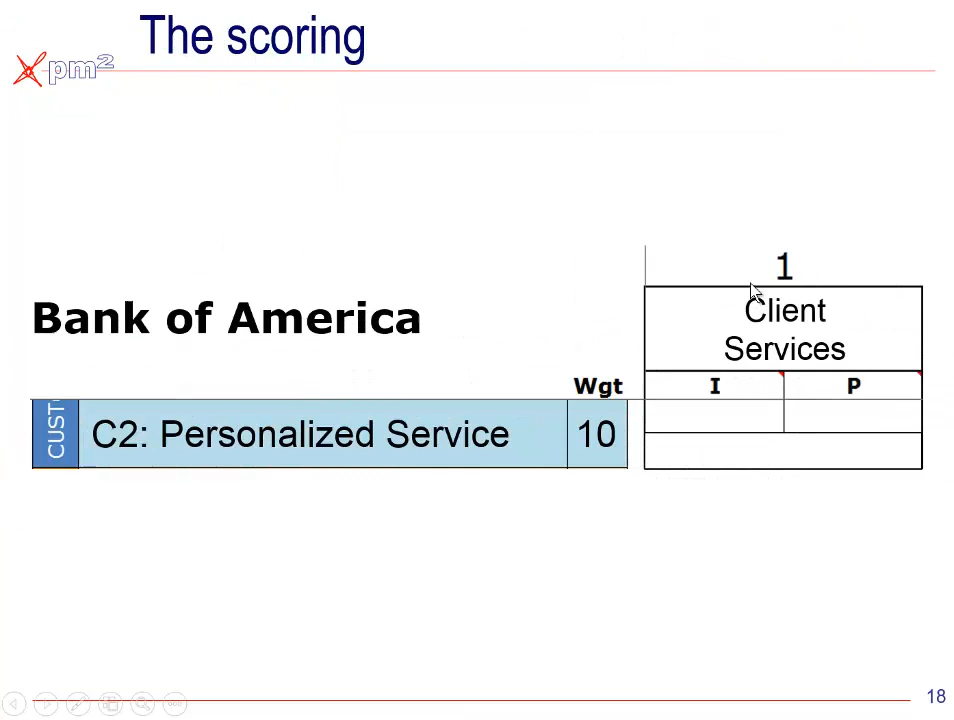 The scoring
pm2
1
Bank of America
Client
Services
Wgt I P
CUST C2: Personalized Service 10
18